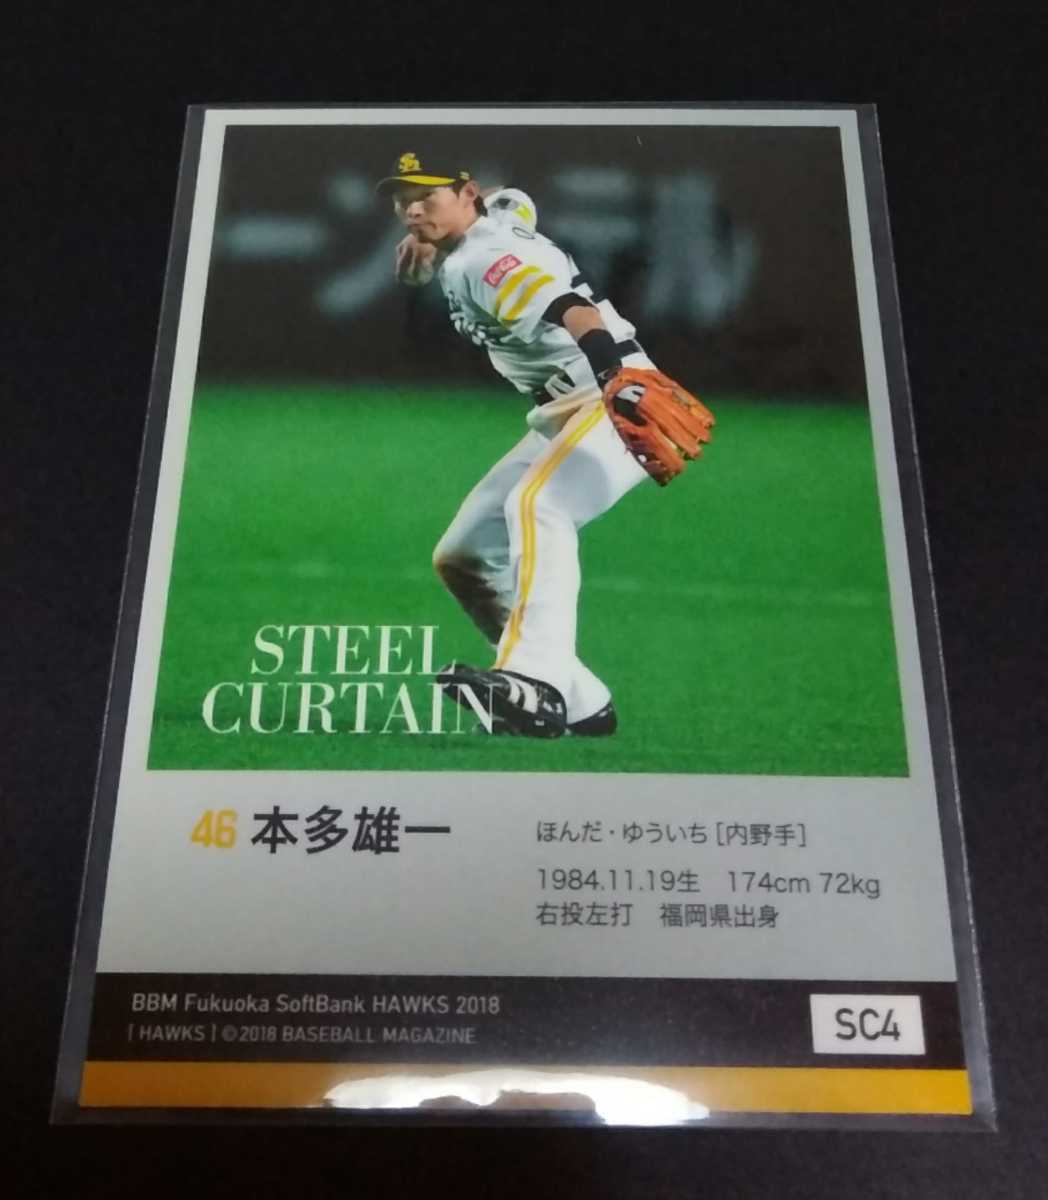 Coca-Cola
STEEL
CURTAIN
46 本多雄一
ほんだ・ゆういち [内野手]
1984.11.19生 174cm 72kg
右投左打 福岡県出身
BBM Fukuoka SoftBank HAWKS 2018
[ HAWKS ] ©2018 BASEBALL MAGAZINE
SC4